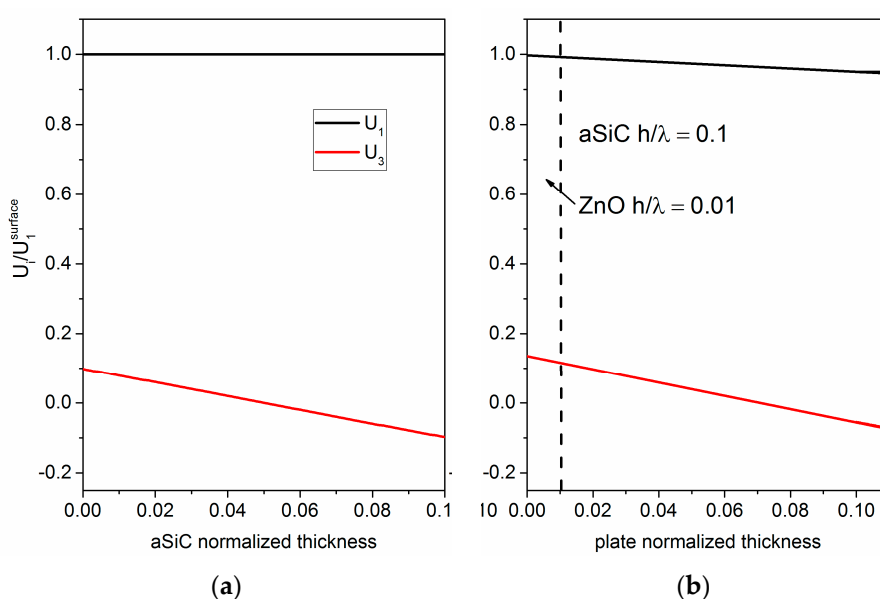 1.0
0.8
0.6
0.4
0.2
0.0
-0.2
U₁
U₃
Uᵢ/U₁surface
0.00 0.02 0.04 0.06 0.08 0.1
aSiC normalized thickness
(a)
1.0
0.8
0.6
0.4
0.2
0.0
-0.2
aSiC h/λ = 0.1
ZnO h/λ = 0.01
10 0.00 0.02 0.04 0.06 0.08 0.10
plate normalized thickness
(b)